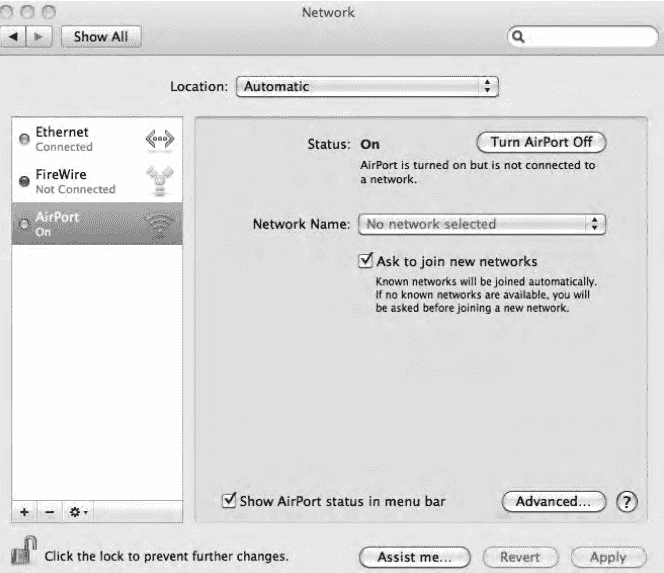 Network
Show All
Location: Automatic
Ethernet
Connected
FireWire
Not Connected
AirPort
On
Status: On
Turn AirPort Off
AirPort is turned on but is not connected to
a network.
Network Name: No network selected
Ask to join new networks
Known networks will be joined automatically.
If no known networks are available, you will
be asked before joining a new network.
Show AirPort status in menu bar
Advanced...
?
Click the lock to prevent further changes.
Assist me...
Revert
Apply